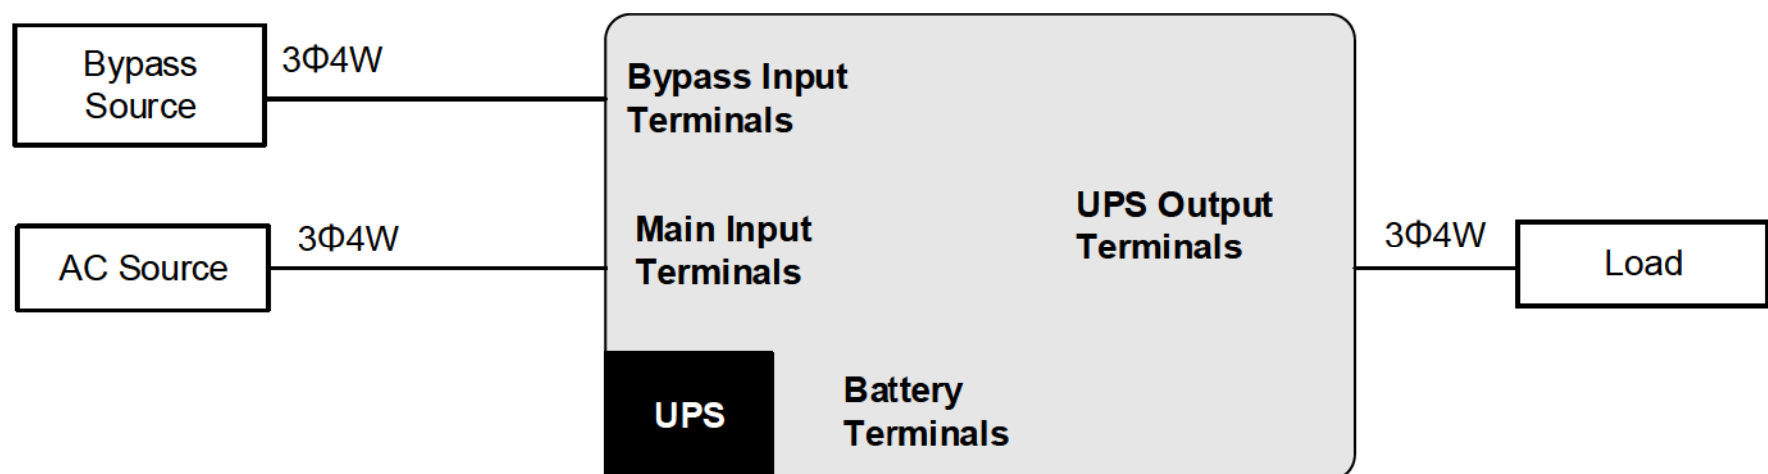 Bypass
Source
3Φ4W
Bypass Input
Terminals
AC Source
3Φ4W
Main Input
Terminals
UPS Output
Terminals
3Φ4W
Load
UPS
Battery
Terminals